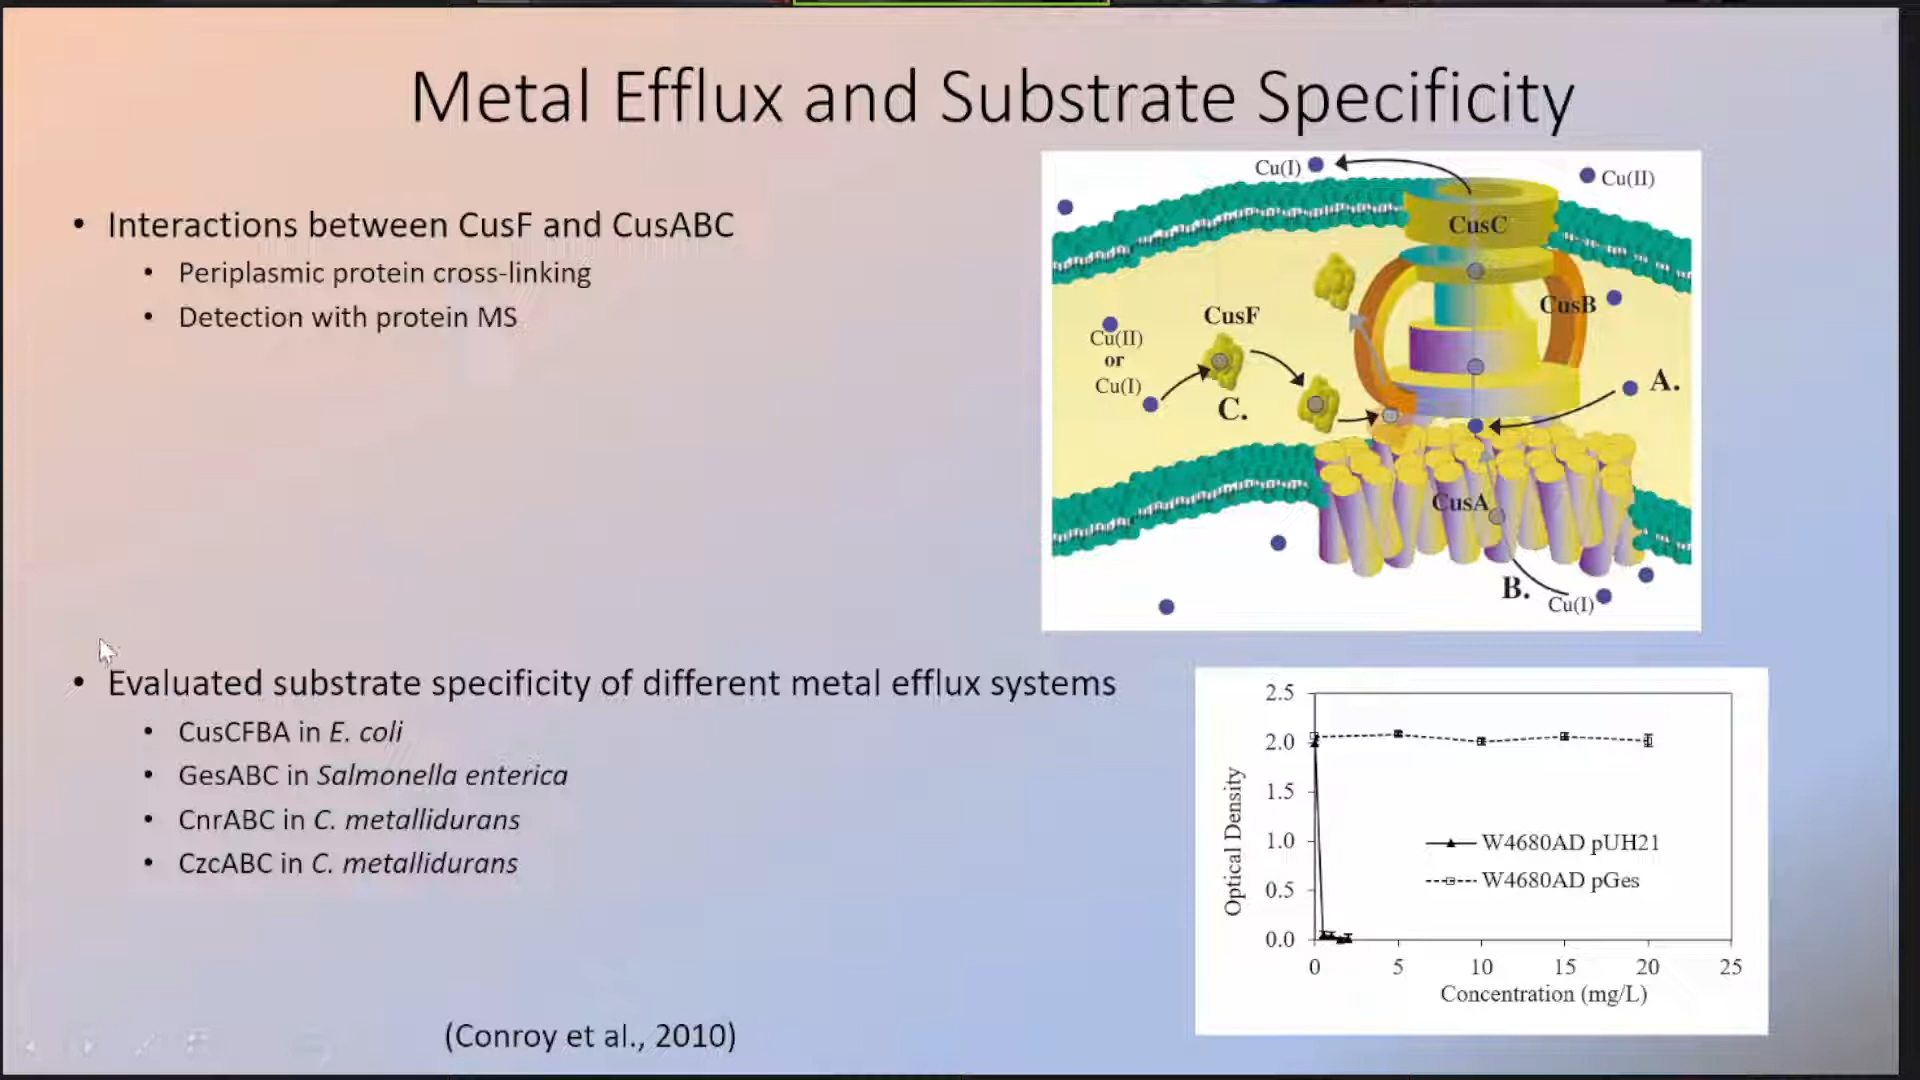 Metal Efflux and Substrate Specificity
• Interactions between CusF and CusABC
• Periplasmic protein cross-linking
• Detection with protein MS
Cu(I)
Cu(II)
CusC
CusB
CusF
Cu(II)
or
Cu(I)
C.
A.
CusA
B.
Cu(I)
• Evaluated substrate specificity of different metal efflux systems
• CusCFBA in E. coli
• GesABC in Salmonella enterica
• CnrABC in C. metallidurans
• CzcABC in C. metallidurans
2.5
2.0
1.5
1.0
0.5
0.0
Optical Density
W4680AD pUH21
W4680AD pGes
0 5 10 15 20 25
Concentration (mg/L)
(Conroy et al., 2010)